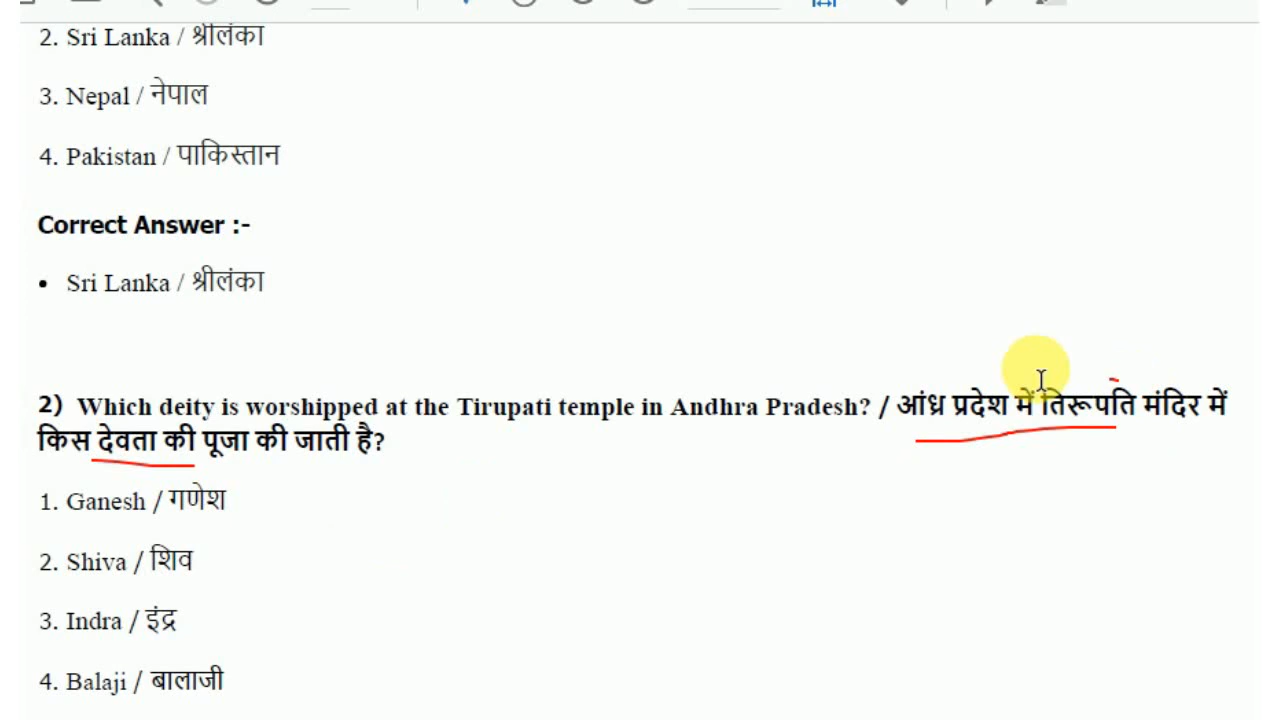 2. Sri Lanka / श्रीलंका
3. Nepal / नेपाल
4. Pakistan / पाकिस्तान
Correct Answer :-
• Sri Lanka / श्रीलंका
2) Which deity is worshipped at the Tirupati temple in Andhra Pradesh? / आंध्र प्रदेश में तिरूपति मंदिर में
किस देवता की पूजा की जाती है?
1. Ganesh / गणेश
2. Shiva / शिव
3. Indra / इंद्र
4. Balaji / बालाजी